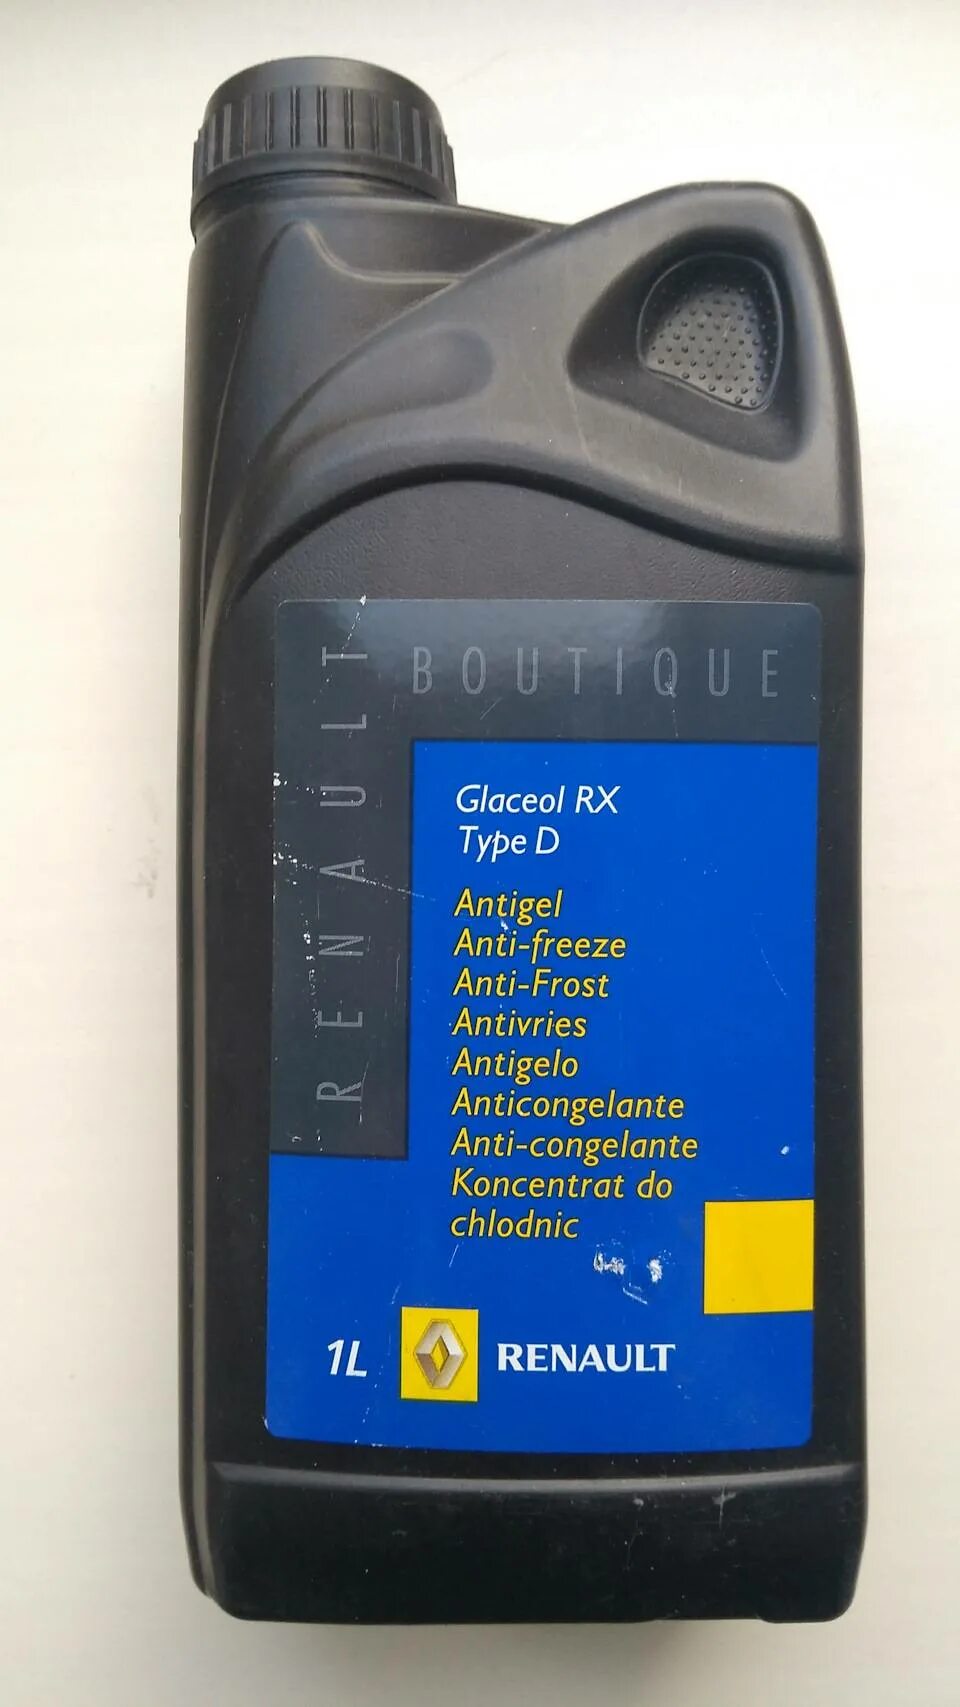 RENAULT
BOUTIQUE
Glaceol RX
Type D
Antigel
Anti-freeze
Anti-Frost
Antivries
Antigelo
Anticongelante
Anti-congelante
Koncentrat do
chlodnic
1L
RENAULT